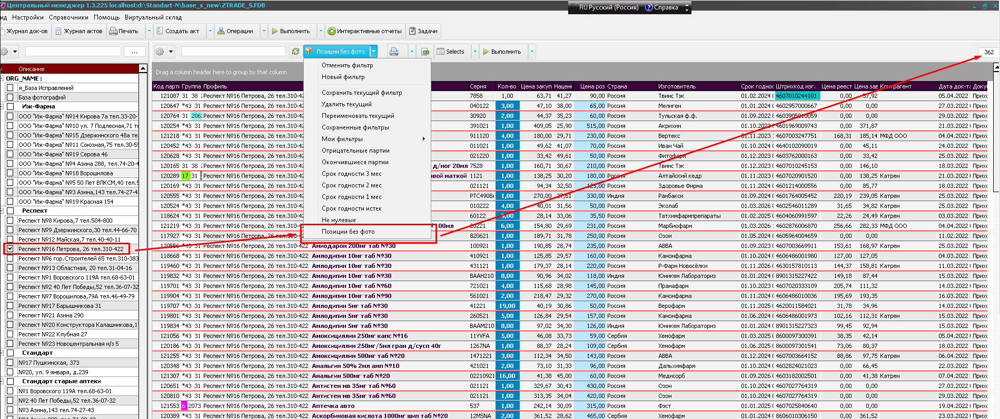 Центральный менеджер 1.3.225 localhost:d:\Standart-N\base_s_new\ZTRADE_S.FDB
RU Русский (Россия) Справка
ид Настройки Справочники Помощь Виртуальный склад
Журнал док-ов Журнал актов Печать Создать акт Операции Выполнить Интерактивные отчеты Задачи
... Позиции без фото Selects Выполнить 362
Описание
ORG_NAME :
я_База Исправлений
База фотографий
Иж-Фарма
ООО "Иж-Фарма" №14 Кирова 7а тел.33-20-
ООО "Иж-Фарма" №10 ул. 7 Подлесная,71 те
ООО "Иж-Фарма" №15 Дзержинского 48а те
ООО "Иж-Фарма" №11 Союзная,75 тел.30-59
ООО "Иж-Фарма" №19 Серова 46
ООО "Иж-Фарма" №4 Азина 288, тел.74-20-4
ООО "Иж-Фарма" №18 Ворошилова
ООО "Иж-Фарма" №5 50 Лет ВЛКСМ,40 тел.5
ООО "Иж-Фарма" №3 Азина,143 тел.74-27-43
ООО "Иж-Фарма" №19 Красная 154
Респект
Респект №8 Кирова,7 тел.504-800
Респект №9 Дзержинского,30 тел.44-66-70
Респект №12 Майская,7 тел.40-40-11
Респект №16 Петрова, 26 тел.310-422
Респект №6 гор.Строителей 65 тел.310-383
Респект №13 Областная, 20 тел.31-04-16
Респект №1 Воровского 119А тел.68-63-01
Респект №2 40 Лет Победы,52 тел.36-07-32
Респект №7 Ворошилова,79А тел.46-49-79
Респект №17 Барышникова 31
Респект №21 Азина 290
Респект №20 Конструктора Калашникова,1
Респект №22 Клубная 27
Респект №23 Новоцентральная н/з 5
Стандарт
№17 Пушкинская, 373
№20, ул. 9 января, д.239
Стандарт старые аптеки
№1 Воровского 119А тел.68-63-01
№2 40 Лет Победы,52 тел.36-07-32
№3 Азина,143 тел.74-27-43
Отменить фильтр
Новый фильтр
Сохранить текущий фильтр
Удалить текущий
Переименовать текущий
Сохраненные фильтры
Мои фильтры
Отрицательные партии
Окончившиеся партии
Срок годности 3 мес
Срок годности 2 мес
Срок годности 1 мес
Срок годности истек
Не нулевые
Позиции без фото
Drag a column header here to group by that column
Код парти Группа Профиль Серия Кол-во Цена закуп Нацени Цена роз Страна Изготовитель Срок годнос Штрихкод изг. Цена реест Цена зав Контрагент Дата док-та Докум
121087 31 38 Респект №16 Петрова, 26 тел.310-42 7858 1,00 63,71 41,27 90,00 Россия Твинс Тэк 01.02.2024 4607010244101 0,00 57,92 05.04.2022 Прихо
120647 *43 31 Респект №16 Петрова, 26 тел.310-42 040122 3,00 47,10 38,00 65,00 Россия Мелиген 01.01.2024 4602957000667 0,00 0,00 27.03.2022 Прихо
120764 31 206 Респект №16 Петрова, 26 тел.310-42 30920 2,00 44,37 35,23 60,00 Россия Тульская ф.ф. 01.09.2022 4603905010059 0,00 0,00 29.03.2022 Прихо
120254 *43 31 Респект №16 Петрова, 26 тел.310-42 391021 1,00 409,05 25,90 515,00 Россия Акрихин 01.10.2023 4601969009743 0,00 371,87 21.03.2022 Прихо
121218 *43 31 Респект №16 Петрова, 26 тел.310-42 911120 4,00 180,00 29,71 230,00 Россия Вертекс 01.11.2023 4607003247751 168,31 185,14 МФД ООО 04.04.2022 Прихо
120452 *43 31 Респект №16 Петрова, 26 тел.310-42 011021 1,00 49,62 41,07 70,00 Россия Иван Чай 01.10.2024 4640102090019 0,00 45,11 24.03.2022 Прихо
120628 *43 31 Респект №16 Петрова, 26 тел.310-42 021220 1,00 33,42 49,61 50,00 Россия Фитофарм 01.12.2023 4603762000163 0,00 33,42 25.03.2022 Прихо
120165 31 38 Респект №16 Петрова, 26 тел.310-42 д/ног 20мл 7528 1,00 160,71 30,67 210,00 Россия Твинс Тэк 01.12.2023 4607010245153 0,00 146,10 18.03.2022 Прихо
120289 17 31 Респект №16 Петрова, 26 тел.310-42 овой маткой 1121 1,00 138,25 30,20 180,00 Россия Алтайский кедр 01.11.2023 4607020901520 0,00 138,25 Катрен 21.03.2022 Прихо
120169 *43 31 Респект №16 Петрова, 26 тел.310-42 021121 1,00 94,34 32,50 125,00 Россия Здоровье Фирма 01.11.2024 4601214000556 0,00 85,77 18.03.2022 Прихо
120555 *43 31 Респект №16 Петрова, 26 тел.310-42 PTC4908 1,00 270,00 27,61 330,00 Индия Ранбакси 01.09.2024 4601764005452 220,19 239,05 Катрен 25.03.2022 Прихо
120524 *43 31 Респект №16 Петрова, 26 тел.310-42 010222 4,00 40,01 31,56 50,00 Россия Эколаб 01.03.2026 4602546011289 31,65 34,82 Катрен 25.03.2022 Прихо
118624 *43 31 Респект №16 Петрова, 26 тел.310-42 60122 9,00 28,14 33,06 35,50 Россия Татхимфармпрепараты 01.02.2025 4604060991597 22,26 24,49 Катрен 03.03.2022 Прихо
121219 *43 31 Респект №16 Петрова, 26 тел.310-42 100мл 20221 6,00 154,80 29,69 231,00 Россия Марбиофарм 01.03.2023 4602876006870 256,66 282,33 МФД ООО 04.04.2022 Прихо
117927 *43 31 Респект №16 Петрова, 26 тел.310-42 820621 1,00 189,71 31,78 250,00 Россия Озон 01.05.2024 4605964000509 0,00 0,00 11.02.2022 Прихо
120556 *43 31 Респект №16 Петрова, 26 тел.310-422 Амиодарон 200мг таб №30 100921 1,00 190,85 28,74 235,00 Россия АВВА 01.09.2023 4607003669911 153,61 168,97 Катрен 25.03.2022 Прихо
118668 *43 31 Респект №16 Петрова, 26 тел.310-422 Амлодипин 10мг таб №30 410921 1,00 125,85 29,57 160,00 Россия Канонфарма 01.10.2024 4606486001980 127,00 127,05 04.03.2022 Прихо
119460 *43 31 Респект №16 Петрова, 26 тел.310-422 Амлодипин 10мг таб №30 431021 1,00 179,37 28,14 220,00 Россия Р-Фарм Новосёлки 01.11.2026 4630157810113 144,37 158,81 Катрен 11.03.2022 Прихо
119832 *43 31 Респект №16 Петрова, 26 тел.310-422 Амлодипин 10мг таб №30 BAAH210 8,00 90,96 34,02 118,00 Индия Юникем Лабораториз 01.01.2024 8901315227422 149,18 87,44 15.03.2022 Прихо
119701 *43 31 Респект №16 Петрова, 26 тел.310-422 Амлодипин 10мг таб №60 721021 4,00 115,68 28,98 145,00 Россия Пранафарм 01.10.2024 4607020333109 205,74 111,32 14.03.2022 Прихо
119904 *43 31 Респект №16 Петрова, 26 тел.310-422 Амлодипин 10мг таб №90 561021 2,00 218,47 29,32 270,00 Россия Канонфарма 01.11.2024 4606486010036 195,69 193,35 16.03.2022 Прихо
119707 *43 31 Респект №16 Петрова, 26 тел.310-422 Амлодипин 5мг таб №30 41221 19,00 40,19 30,86 50,00 Россия Верофарм 01.11.2025 4620011584021 31,78 34,96 14.03.2022 Прихо
119801 *43 31 Респект №16 Петрова, 26 тел.310-422 Амлодипин 5мг таб №30 260521 5,00 126,84 29,54 157,00 Россия Канонфарма 01.06.2024 4606486001973 102,16 112,31 Катрен 15.03.2022 Прихо
119834 *43 31 Респект №16 Петрова, 26 тел.310-422 Амлодипин 5мг таб №30 BAAM210 8,00 97,02 34,30 126,00 Индия Юникем Лабораториз 01.01.2024 8901315227323 99,45 92,94 15.03.2022 Прихо
121056 *43 31 Респект №16 Петрова, 26 тел.310-422 Амоксициллин 250мг капс №16 11YVFA 5,00 46,08 33,73 59,00 Сербия Хемофарм 01.03.2025 8600097300391 38,35 42,14 05.04.2022 Прихо
120186 *43 31 Респект №16 Петрова, 26 тел.310-422 Амоксициллин 250мг/5мл гран д/сусп 40г 1267NA 1,00 88,37 28,24 109,00 Сербия Хемофарм 01.06.2025 8600097301541 73,06 80,37 18.03.2022 Прихо
121255 *43 31 Респект №16 Петрова, 26 тел.310-422 Амоксициллин 500мг таб №20 1471221 3,00 112,34 34,50 143,00 Россия АВВА 01.12.2024 4607003664152 88,86 97,75 Катрен 06.04.2022 Прихо
120348 *43 31 Респект №16 Петрова, 26 тел.310-422 Анальгин 50% 2мл амп №10 421021 2,00 73,10 31,33 96,00 Россия Дальхимфарм 01.10.2024 4602824021023 0,00 66,45 22.03.2022 Прихо
121307 *43 31 Респект №16 Петрова, 26 тел.310-422 Анальгин 500мг таб №20 02210921 16,00 41,38 45,00 60,00 Россия Медисорб 01.09.2026 4603182002501 0,00 41,38 Катрен 07.04.2022 Прихо
120651 *43 31 Респект №16 Петрова, 26 тел.310-422 Антистен мв 35мг таб №60 021121 1,00 329,67 30,43 430,00 Россия Озон 01.10.2024 4607027764319 0,00 0,00 27.03.2022 Прихо
120810 *43 31 Респект №16 Петрова, 26 тел.310-422 Антистен мв 35мг таб №60 021121 1,00 313,35 34,04 420,00 Россия Озон 01.10.2024 4607027764319 0,00 0,00 29.03.2022 Прихо
121553 6 2073 Респект №16 Петрова, 26 тел.310-422 Аптечка авто 537 1,00 242,14 30,09 315,00 Россия Фэст 01.01.2025 4607025840640 0,00 0,00 19.04.2022 Прихо
120389 *43 31 Респект №16 Петрова, 26 тел.310-422 Аскорбиновая кислота 1000мг шип таб №20 12MSNA 2,00 361,52 28,62 465,00 Сербия Хемофарм 01.01.2024 8606010306150 0,00 361,52 23.03.2022 Прихо